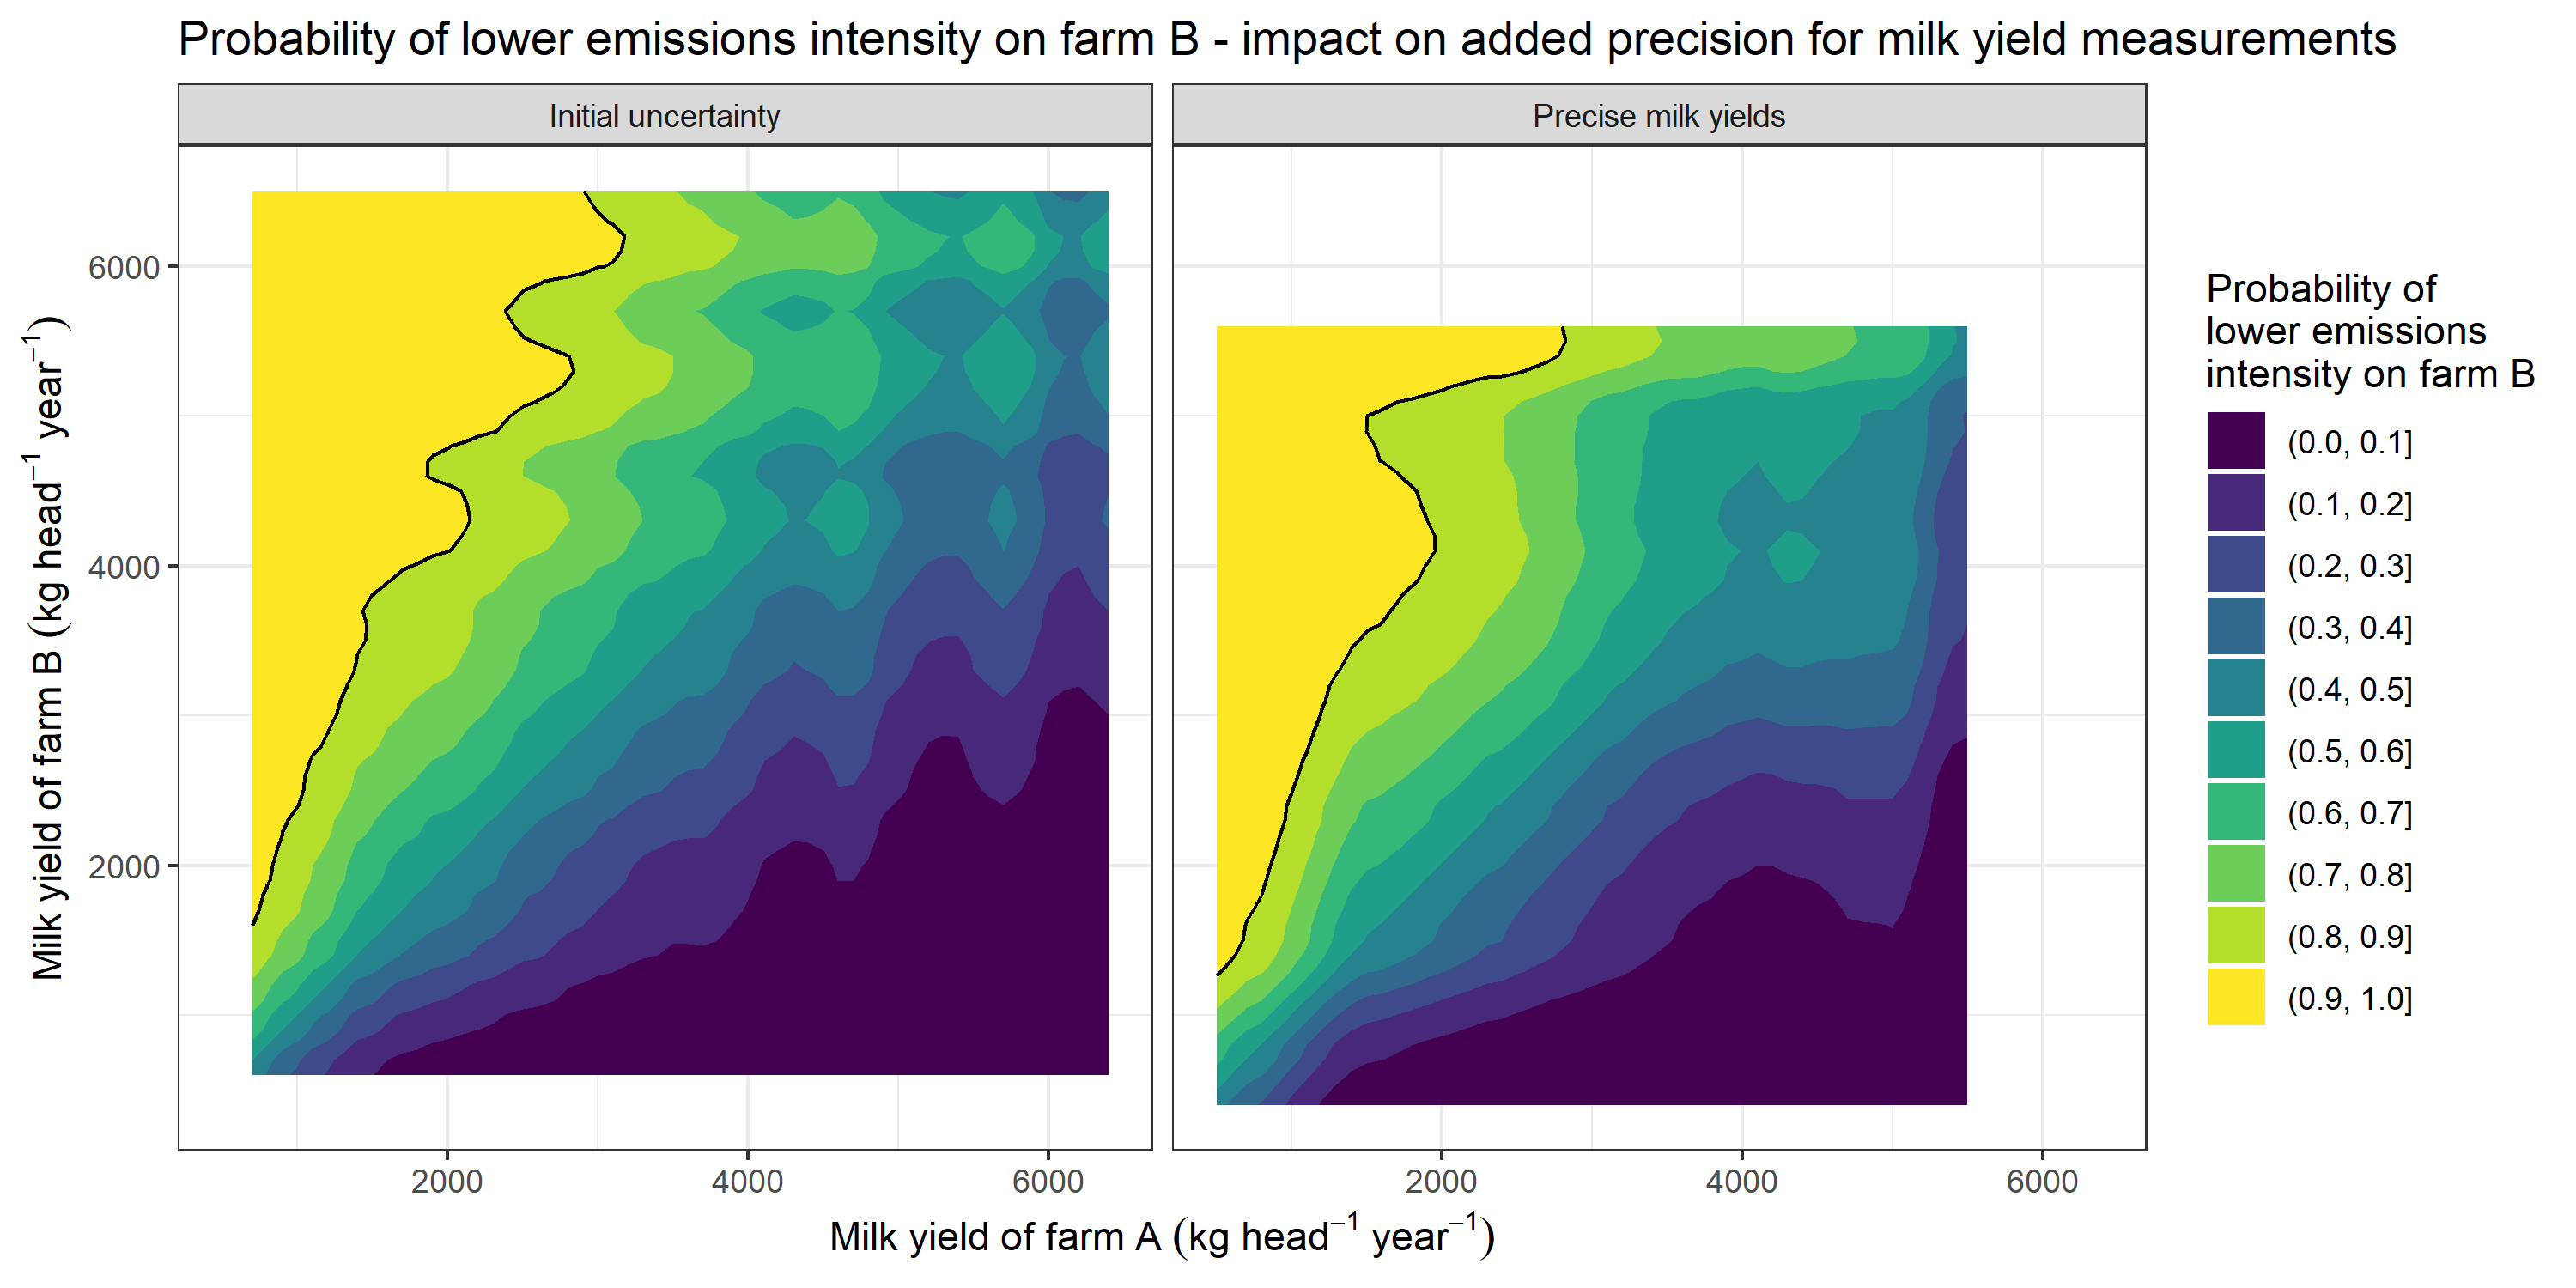 Probability of lower emissions intensity on farm B - impact on added precision for milk yield measurements
Initial uncertainty
Precise milk yields
Milk yield of farm B (kg head⁻¹ year⁻¹)
6000
4000
2000
2000
4000
6000
2000
4000
6000
Milk yield of farm A (kg head⁻¹ year⁻¹)
Probability of
lower emissions
intensity on farm B
(0.0, 0.1]
(0.1, 0.2]
(0.2, 0.3]
(0.3, 0.4]
(0.4, 0.5]
(0.5, 0.6]
(0.6, 0.7]
(0.7, 0.8]
(0.8, 0.9]
(0.9, 1.0]